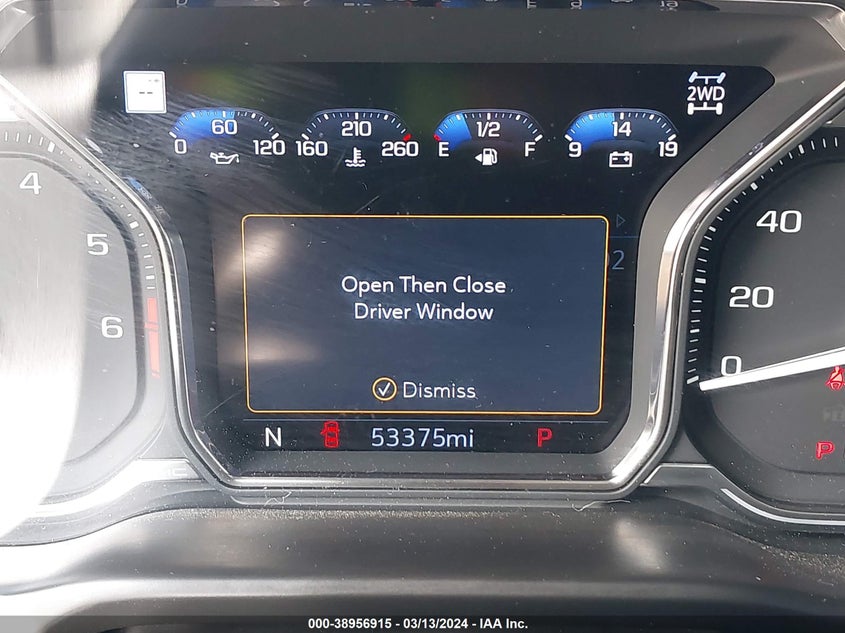 --
2WD
60
0 120
210
160 260
1/2
E F
14
9 19
4
5
6
40
20
0
Open Then Close
Driver Window
Dismiss
N 53375mi P
P
000-38956915 - 03/13/2024 - IAA Inc.